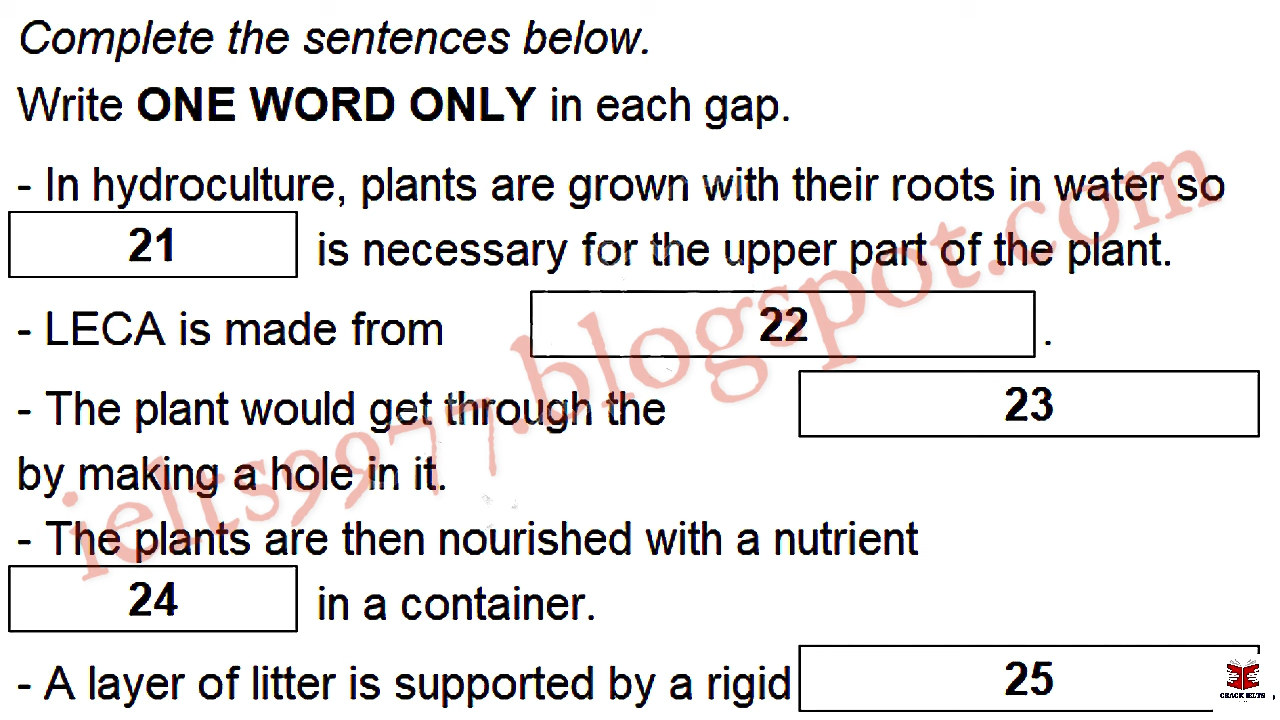 Complete the sentences below.
Write ONE WORD ONLY in each gap.
- In hydroculture, plants are grown with their roots in water so
21 is necessary for the upper part of the plant.
- LECA is made from 22 .
- The plant would get through the 23
by making a hole in it.
- The plants are then nourished with a nutrient
24 in a container.
- A layer of litter is supported by a rigid 25 ,
CRACK IELTS
ielts9977.blogspot.com